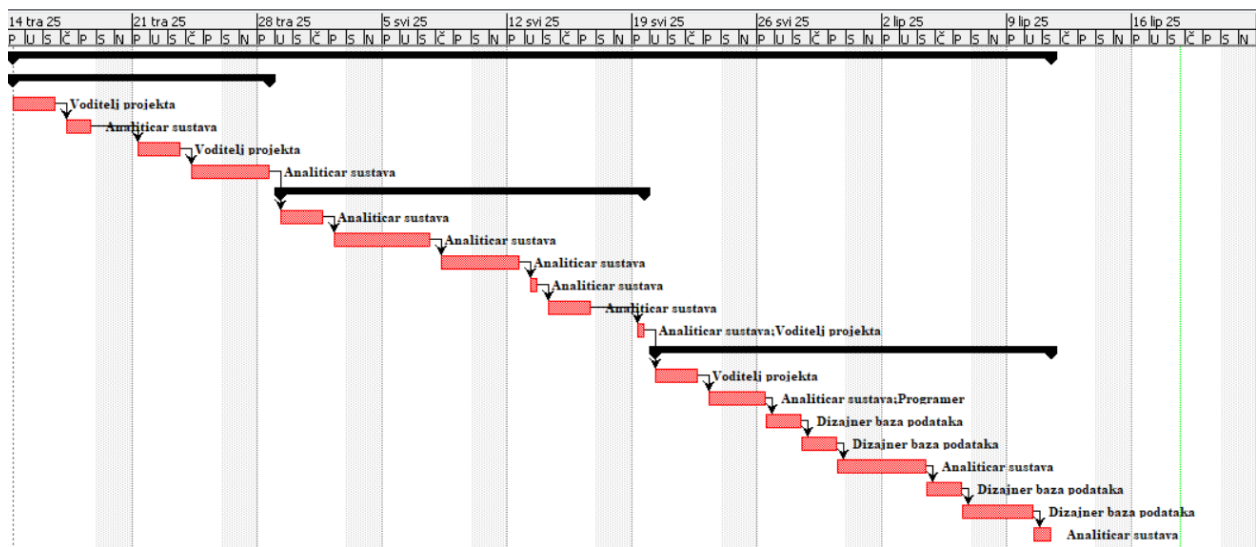 14 tra 25 21 tra 25 28 tra 25 5 svi 25 12 svi 25 19 svi 25 26 svi 25 2 lip 25 9 lip 25 16 lip 25
P U S Č P S N P U S Č P S N P U S Č P S N P U S Č P S N P U S Č P S N P U S Č P S N P U S Č P S N P U S Č P S N P U S Č P S N P U S Č P S N
Voditelj projekta
Analiticar sustava
Voditelj projekta
Analiticar sustava
Analiticar sustava
Analiticar sustava
Analiticar sustava
Analiticar sustava
Analiticar sustava
Analiticar sustava;Voditelj projekta
Voditelj projekta
Analiticar sustava;Programer
Dizajner baza podataka
Dizajner baza podataka
Analiticar sustava
Dizajner baza podataka
Dizajner baza podataka
Analiticar sustava